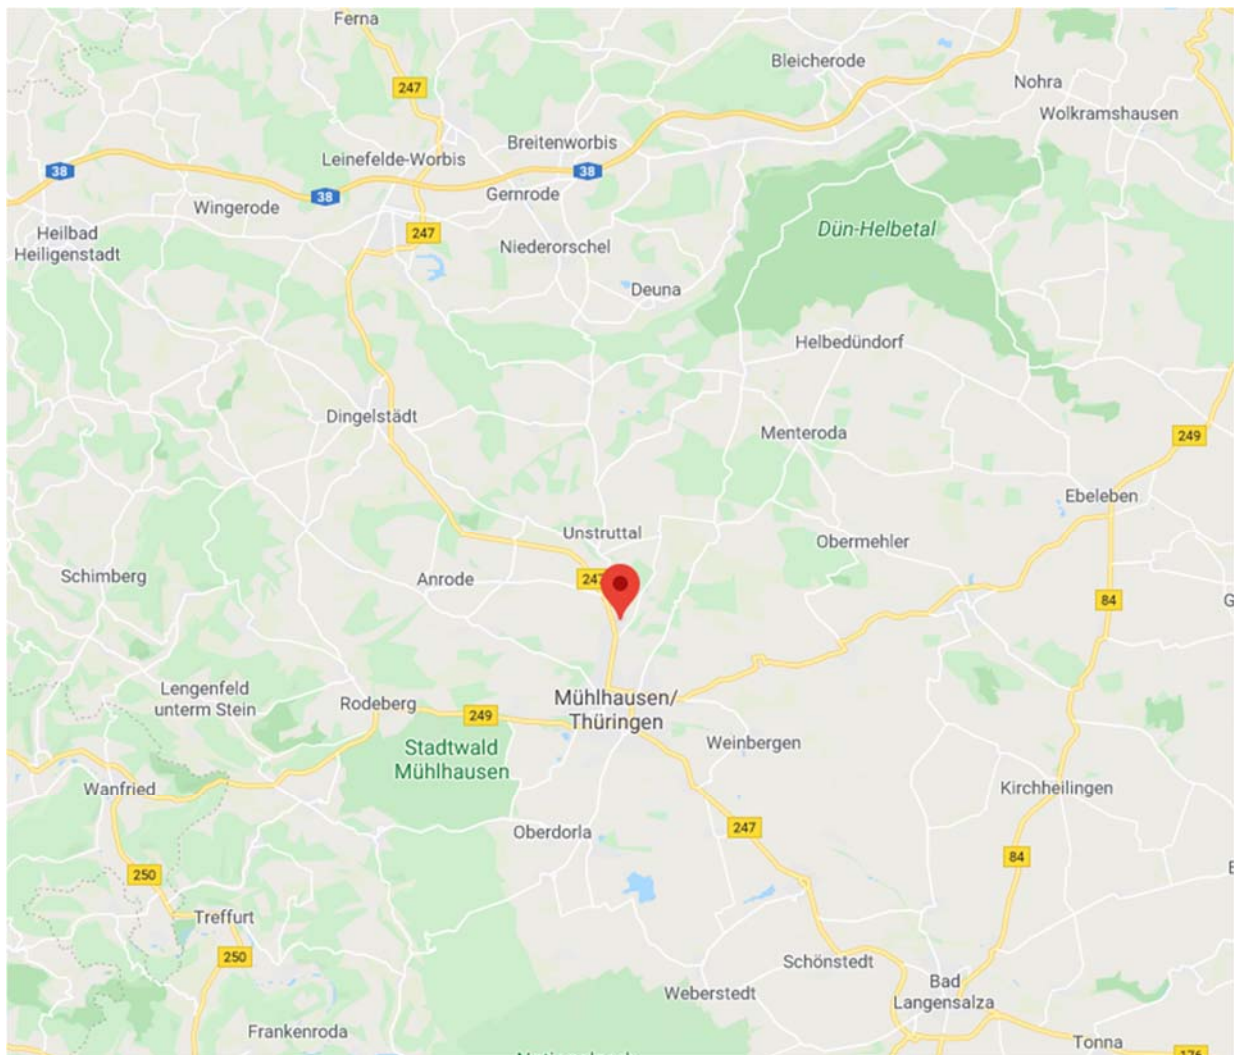 Ferna
Bleicherode
247
Nohra
Wolkramshausen
Breitenworbis
Leinefelde-Worbis
38
38
38
Gernrode
Wingerode
Heilbad
Heiligenstadt
247
Niederorschel
Dün-Helbetal
Deuna
Helbedündorf
Dingelstädt
Menteroda
249
Ebeleben
Unstruttal
Obermehler
Schimberg
Anrode
247
84
G
Lengenfeld
unterm Stein
Rodeberg
249
Mühlhausen/
Thüringen
Stadtwald
Mühlhausen
Weinbergen
Wanfried
Kirchheilingen
Oberdorla
247
84
250
Treffurt
250
Schönstedt
Bad
Langensalza
Weberstedt
Frankenroda
Tonna
176